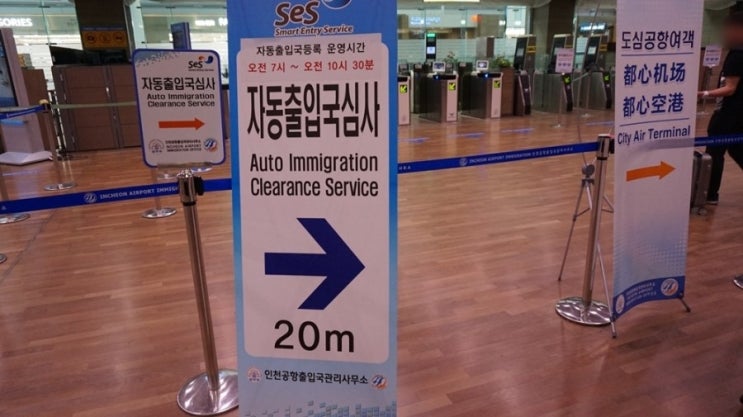 SeS
Smart Entry Service
자동출입국등록 운영시간
오전 7시 ~ 오전 10시 30분
자동출입국심사
Auto Immigration
Clearance Service
20m
인천공항출입국관리사무소
SeS
자동출입국심사
Auto Immigration
Clearance Service
INCHEON AIRPORT IMMIGRATION
도심공항여객
都心机场
都心空港
City Air Terminal